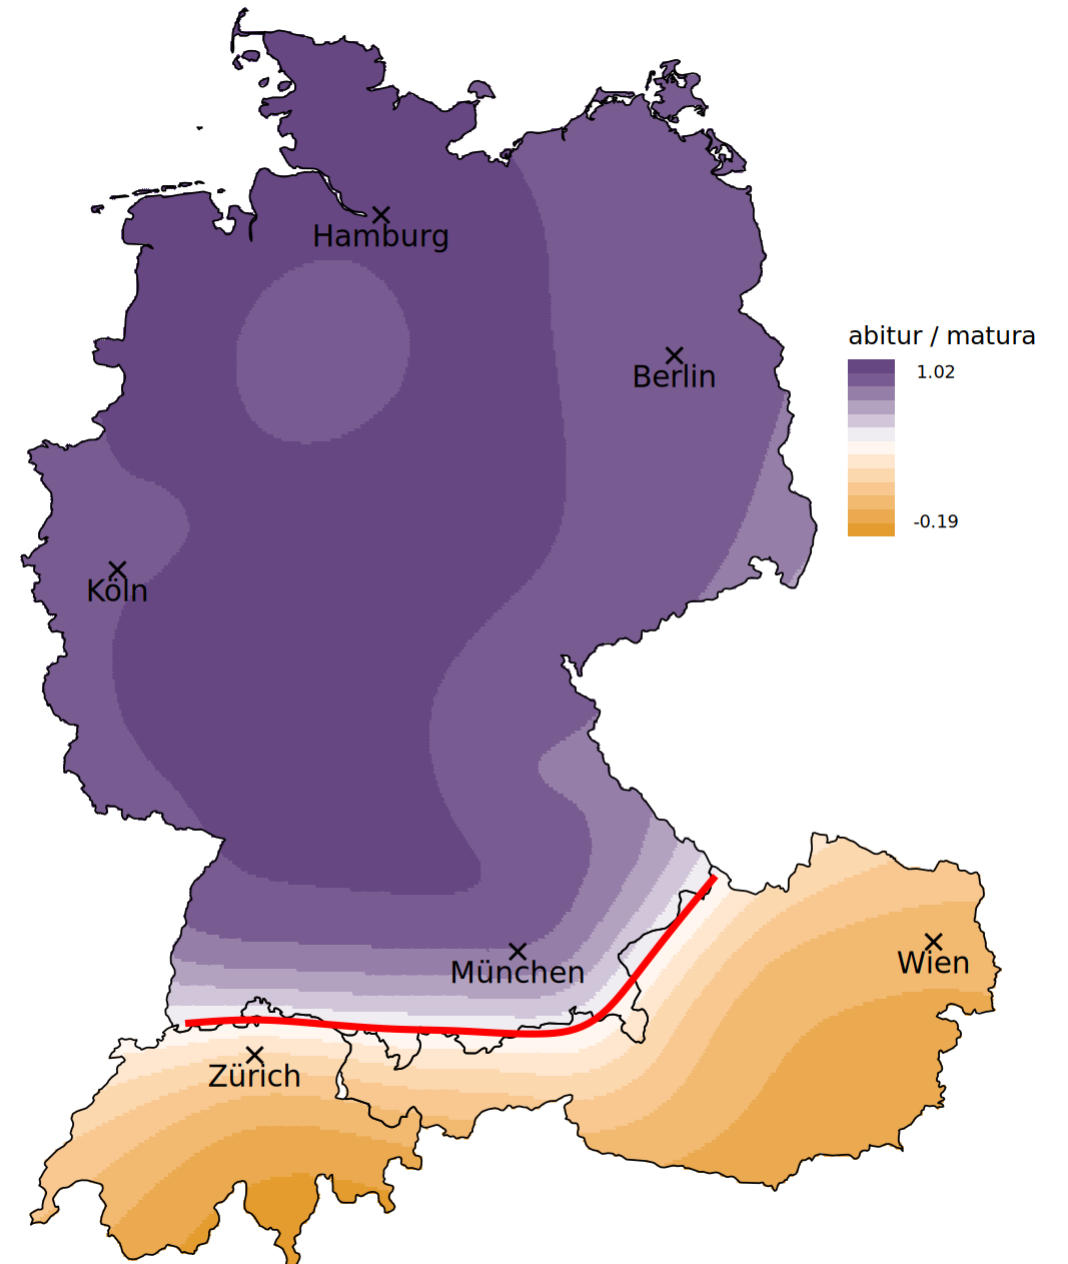 Hamburg
abitur / matura
1.02
Berlin
-0.19
Köln
München
Wien
Zürich